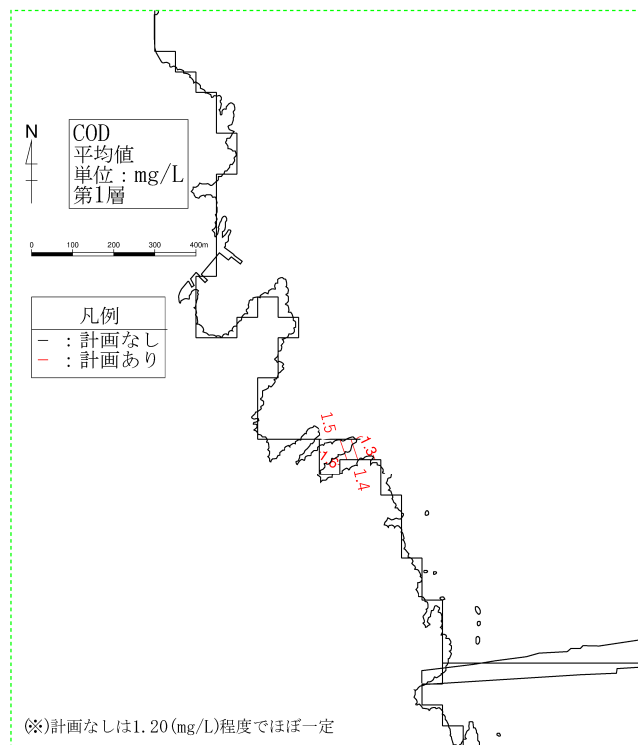 N
COD
平均値
単位：mg/L
第1層
0 100 200 300 400m
凡例
－ ：計画なし
－ ：計画あり
1.5
1.3
1.6
1.4
(※)計画なしは1.20(mg/L)程度でほぼ一定